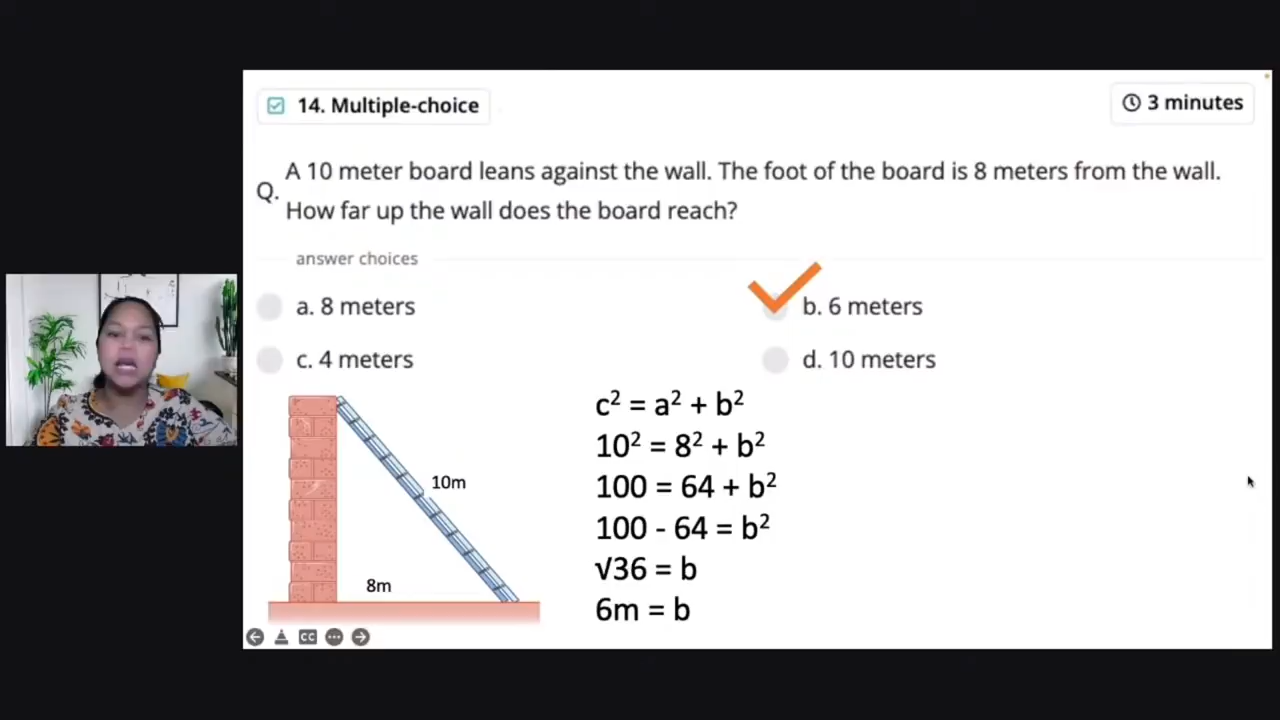 14. Multiple-choice
3 minutes
Q. A 10 meter board leans against the wall. The foot of the board is 8 meters from the wall.
How far up the wall does the board reach?
answer choices
a. 8 meters
b. 6 meters
c. 4 meters
d. 10 meters
10m
8m
c² = a² + b²
10² = 8² + b²
100 = 64 + b²
100 - 64 = b²
√36 = b
6m = b
CC